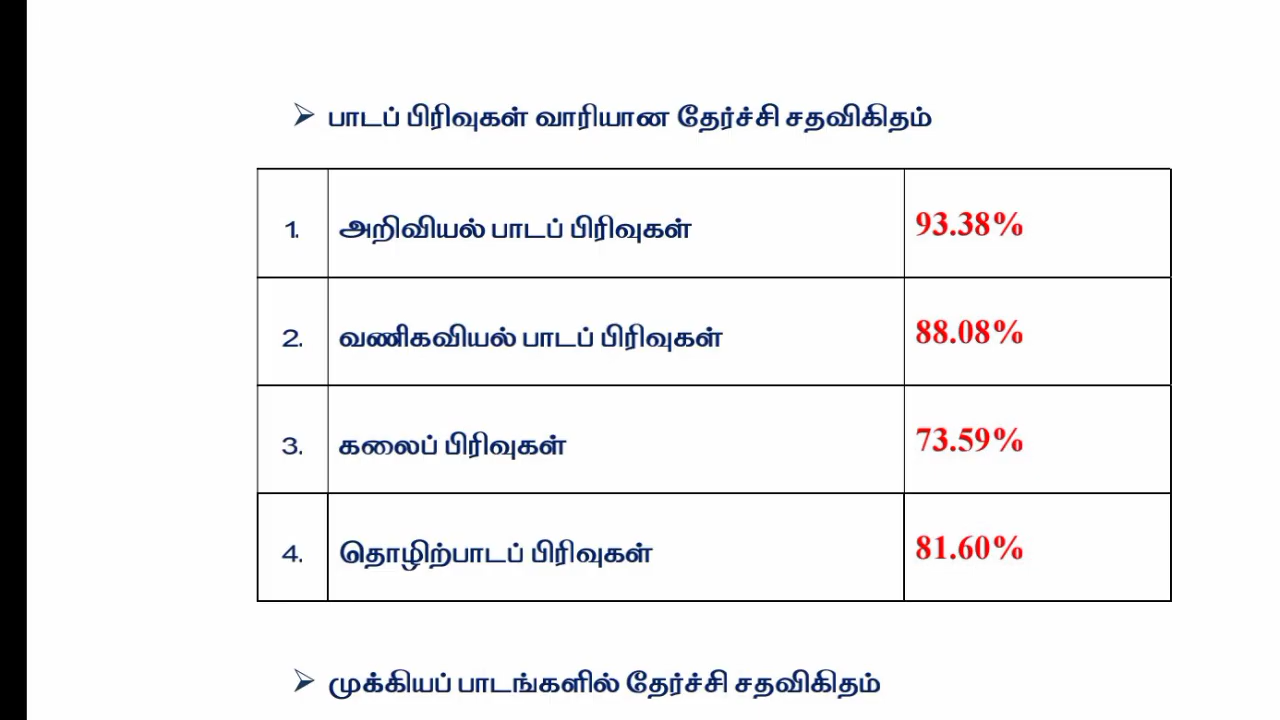 ➢ பாடப் பிரிவுகள் வாரியான தேர்ச்சி சதவிகிதம்
1. அறிவியல் பாடப் பிரிவுகள் 93.38%
2. வணிகவியல் பாடப் பிரிவுகள் 88.08%
3. கலைப் பிரிவுகள் 73.59%
4. தொழிற்பாடப் பிரிவுகள் 81.60%
➢ முக்கியப் பாடங்களில் தேர்ச்சி சதவிகிதம்